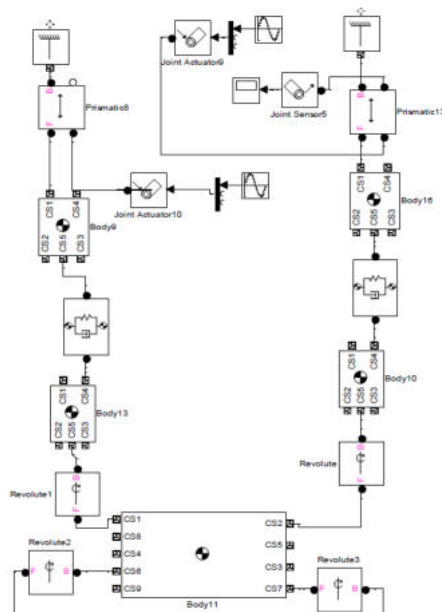 Joint Actuator9
Joint Sensor5
B
F
Prismatic8
B
F
CS1
CS4
CS2
CS5
CS3
Body9
Joint Actuator10
CS1
CS4
CS2
CS5
CS3
Body16
CS1
CS2
CS5
CS4
CS3
Body13
CS1
CS4
CS2
CS5
CS3
Body10
Revolute1
B
F
Revolute
B
F
CS1
CS8
CS4
CS6
CS9
CS2
CS5
CS3
CS7
Body11
Revolute2
F
B
Revolute3
F
B